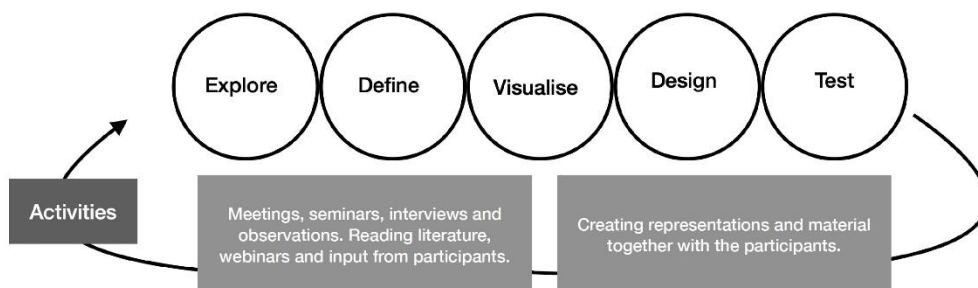 Explore
Define
Visualise
Design
Test
Activities
Meetings, seminars, interviews and
observations. Reading literature,
webinars and input from participants.
Creating representations and material
together with the participants.